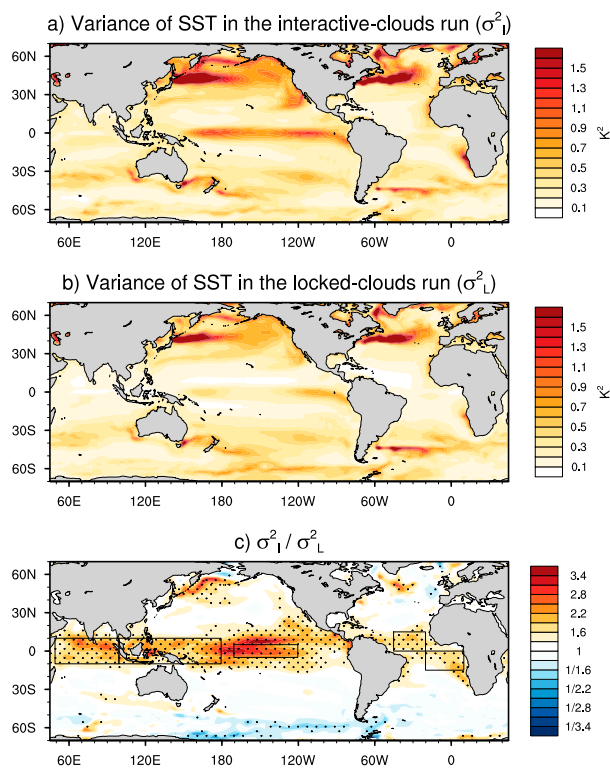 a) Variance of SST in the interactive-clouds run (σ²I)
60N
30N
0
30S
60S
60E 120E 180 120W 60W 0
1.5
1.3
1.1
0.9
0.7
0.5
0.3
0.1
K²
b) Variance of SST in the locked-clouds run (σ²L)
60N
30N
0
30S
60S
60E 120E 180 120W 60W 0
1.5
1.3
1.1
0.9
0.7
0.5
0.3
0.1
K²
c) σ²I / σ²L
60N
30N
0
30S
60S
60E 120E 180 120W 60W 0
3.4
2.8
2.2
1.6
1
1/1.6
1/2.2
1/2.8
1/3.4